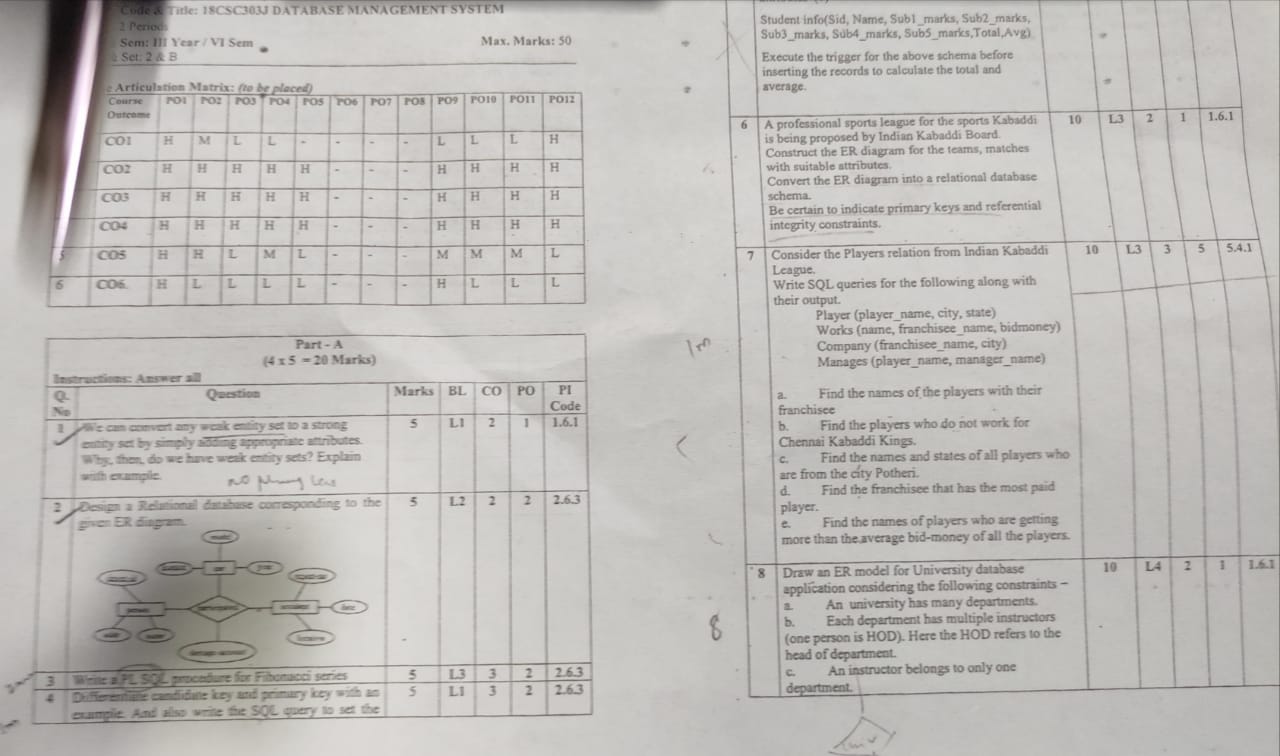 Code & Title: 18CSC303J DATABASE MANAGEMENT SYSTEM
2 Periods
Sem: III Year / VI Sem Max. Marks: 50
Set: 2 & B
Articulation Matrix: (to be placed)
Course Outcome PO1 PO2 PO3 PO4 PO5 PO6 PO7 PO8 PO9 PO10 PO11 PO12
CO1 H M L L - - - - L L L H
CO2 H H H H H - - - H H H H
CO3 H H H H H - - - H H H H
CO4 H H H H H - - - H H H H
5 CO5 H H L M L - - - M M M L
6 CO6 H L L L L - - - H L L L
Part - A
(4 x 5 = 20 Marks)
Instructions: Answer all
Q. No Question Marks BL CO PO PI Code
1 We can convert any weak entity set to a strong 5 L1 2 1 1.6.1
entity set by simply adding appropriate attributes.
Why, then, do we have weak entity sets? Explain
with example.
2 Design a Relational database corresponding to the 5 L2 2 2 2.6.3
given ER diagram.
3 Write a PL SQL procedure for Fibonacci series 5 L3 3 2 2.6.3
4 Differentiate candidate key and primary key with an 5 L1 3 2 2.6.3
example. And also write the SQL query to set the
Student info(Sid, Name, Sub1_marks, Sub2_marks,
Sub3_marks, Sub4_marks, Sub5_marks,Total,Avg)
Execute the trigger for the above schema before
inserting the records to calculate the total and
average.
6 A professional sports league for the sports Kabaddi 10 L3 2 1 1.6.1
is being proposed by Indian Kabaddi Board.
Construct the ER diagram for the teams, matches
with suitable attributes.
Convert the ER diagram into a relational database
schema.
Be certain to indicate primary keys and referential
integrity constraints.
7 Consider the Players relation from Indian Kabaddi 10 L3 3 5 5.4.1
League.
Write SQL queries for the following along with
their output.
Player (player_name, city, state)
Works (name, franchisee_name, bidmoney)
Company (franchisee_name, city)
Manages (player_name, manager_name)
a. Find the names of the players with their
franchisee
b. Find the players who do not work for
Chennai Kabaddi Kings.
c. Find the names and states of all players who
are from the city Potheri.
d. Find the franchisee that has the most paid
player.
e. Find the names of players who are getting
more than the average bid-money of all the players.
8 Draw an ER model for University database 10 L4 2 1 1.6.1
application considering the following constraints –
a. An university has many departments.
b. Each department has multiple instructors
(one person is HOD). Here the HOD refers to the
head of department.
c. An instructor belongs to only one
department.
8